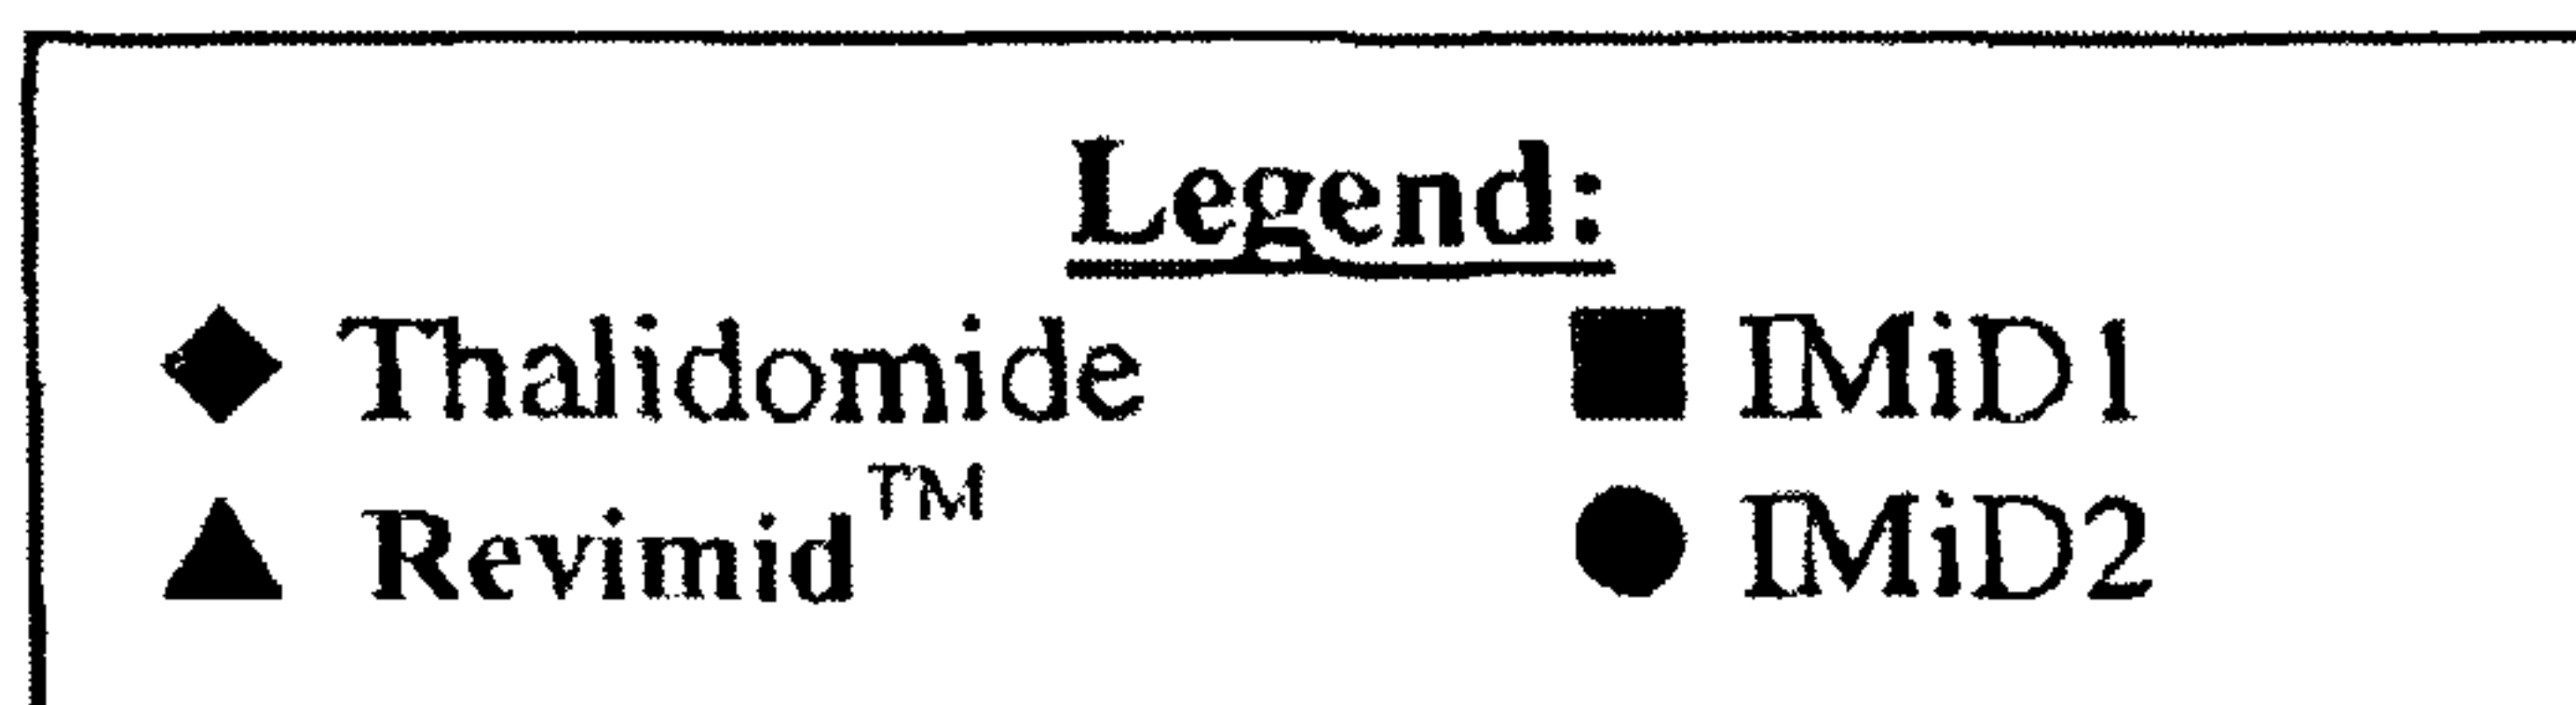 Legend:
◆ Thalidomide ■ IMiD1
▲ Revimid™ ● IMiD2